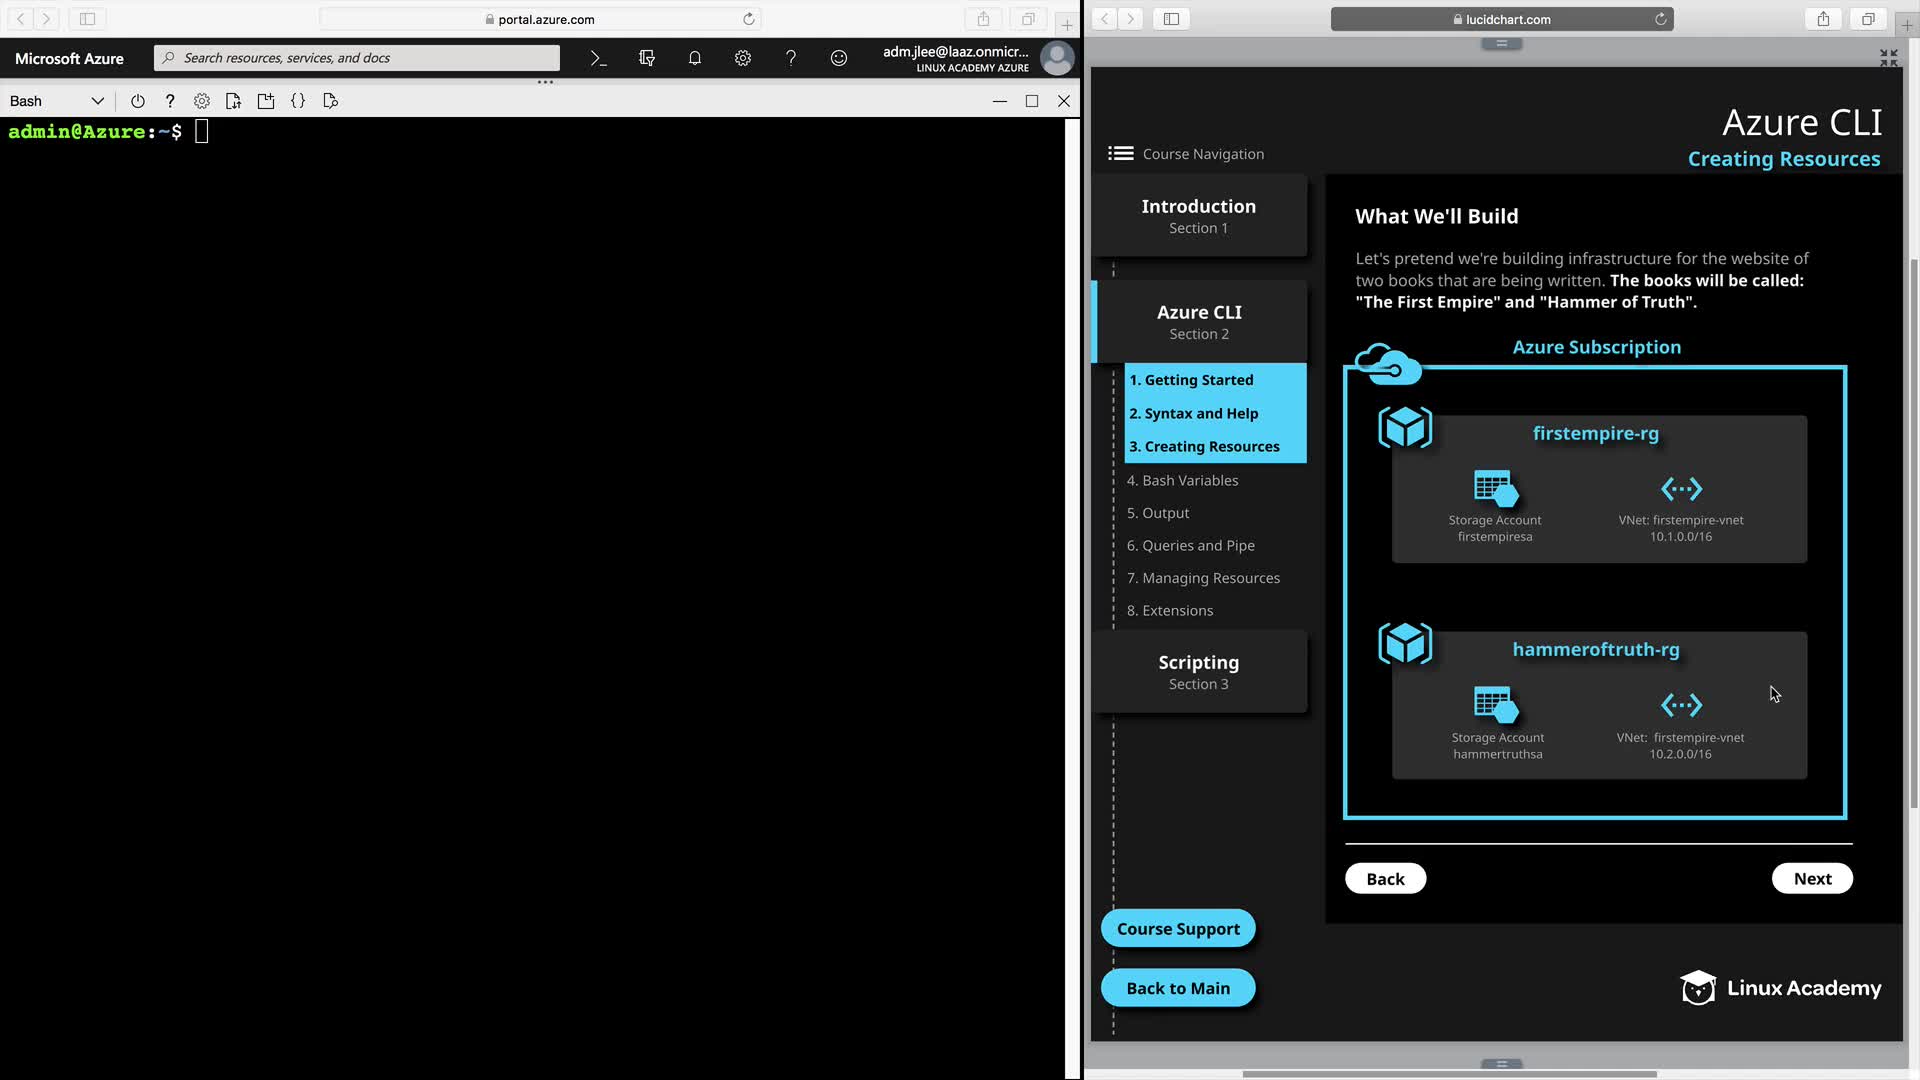 portal.azure.com
Microsoft Azure
Search resources, services, and docs
adm.jlee@laaz.onmicr...
LINUX ACADEMY AZURE
Bash
admin@Azure:~$
lucidchart.com
Azure CLI
Creating Resources
Course Navigation
Introduction
Section 1
Azure CLI
Section 2
1. Getting Started
2. Syntax and Help
3. Creating Resources
4. Bash Variables
5. Output
6. Queries and Pipe
7. Managing Resources
8. Extensions
Scripting
Section 3
Course Support
Back to Main
What We'll Build
Let's pretend we're building infrastructure for the website of
two books that are being written. The books will be called:
"The First Empire" and "Hammer of Truth".
Azure Subscription
firstempire-rg
Storage Account
firstempiresa
VNet: firstempire-vnet
10.1.0.0/16
hammeroftruth-rg
Storage Account
hammertruthsa
VNet: firstempire-vnet
10.2.0.0/16
Back
Next
Linux Academy